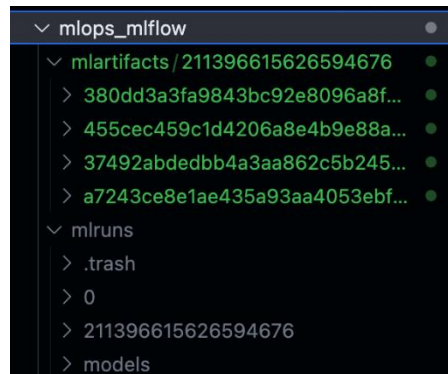 mlops_mlflow
mlartifacts/211396615626594676
380dd3a3fa9843bc92e8096a8f...
455cec459c1d4206a8e4b9e88a...
37492abdedbb4a3aa862c5b245...
a7243ce8e1ae435a93aa4053ebf...
mlruns
.trash
0
211396615626594676
models